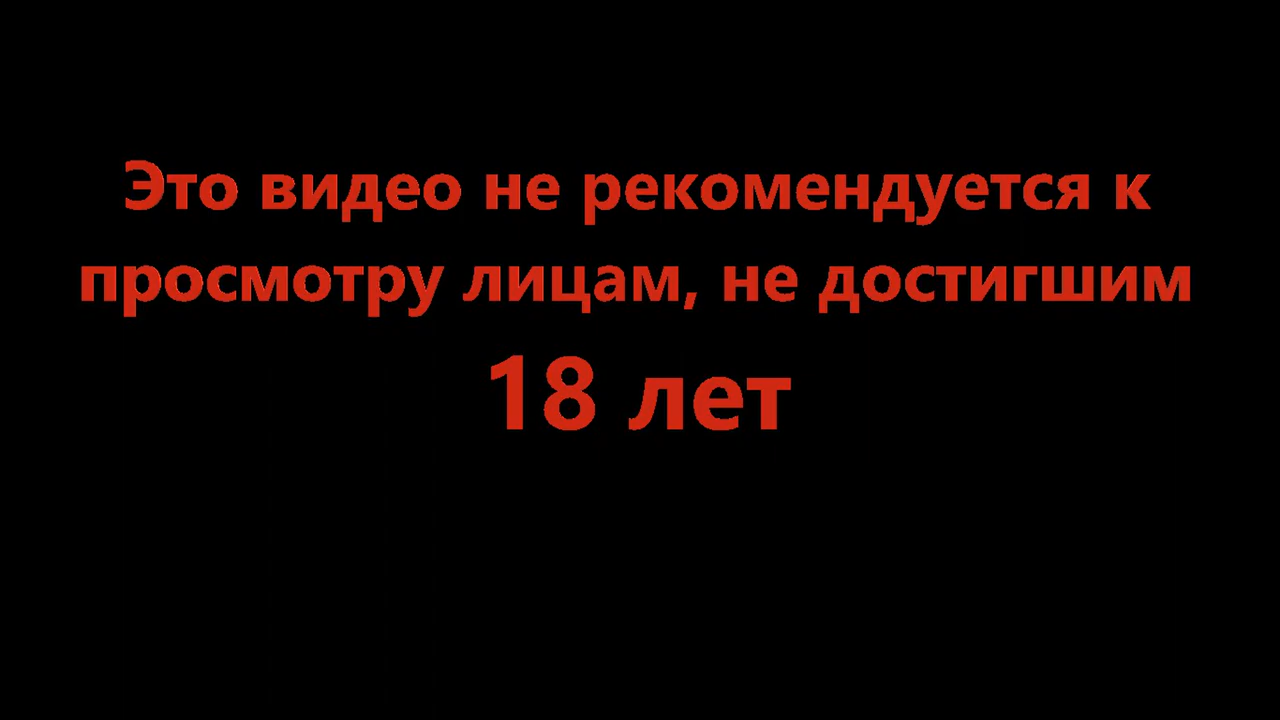 Это видео не рекомендуется к
просмотру лицам, не достигшим
18 лет